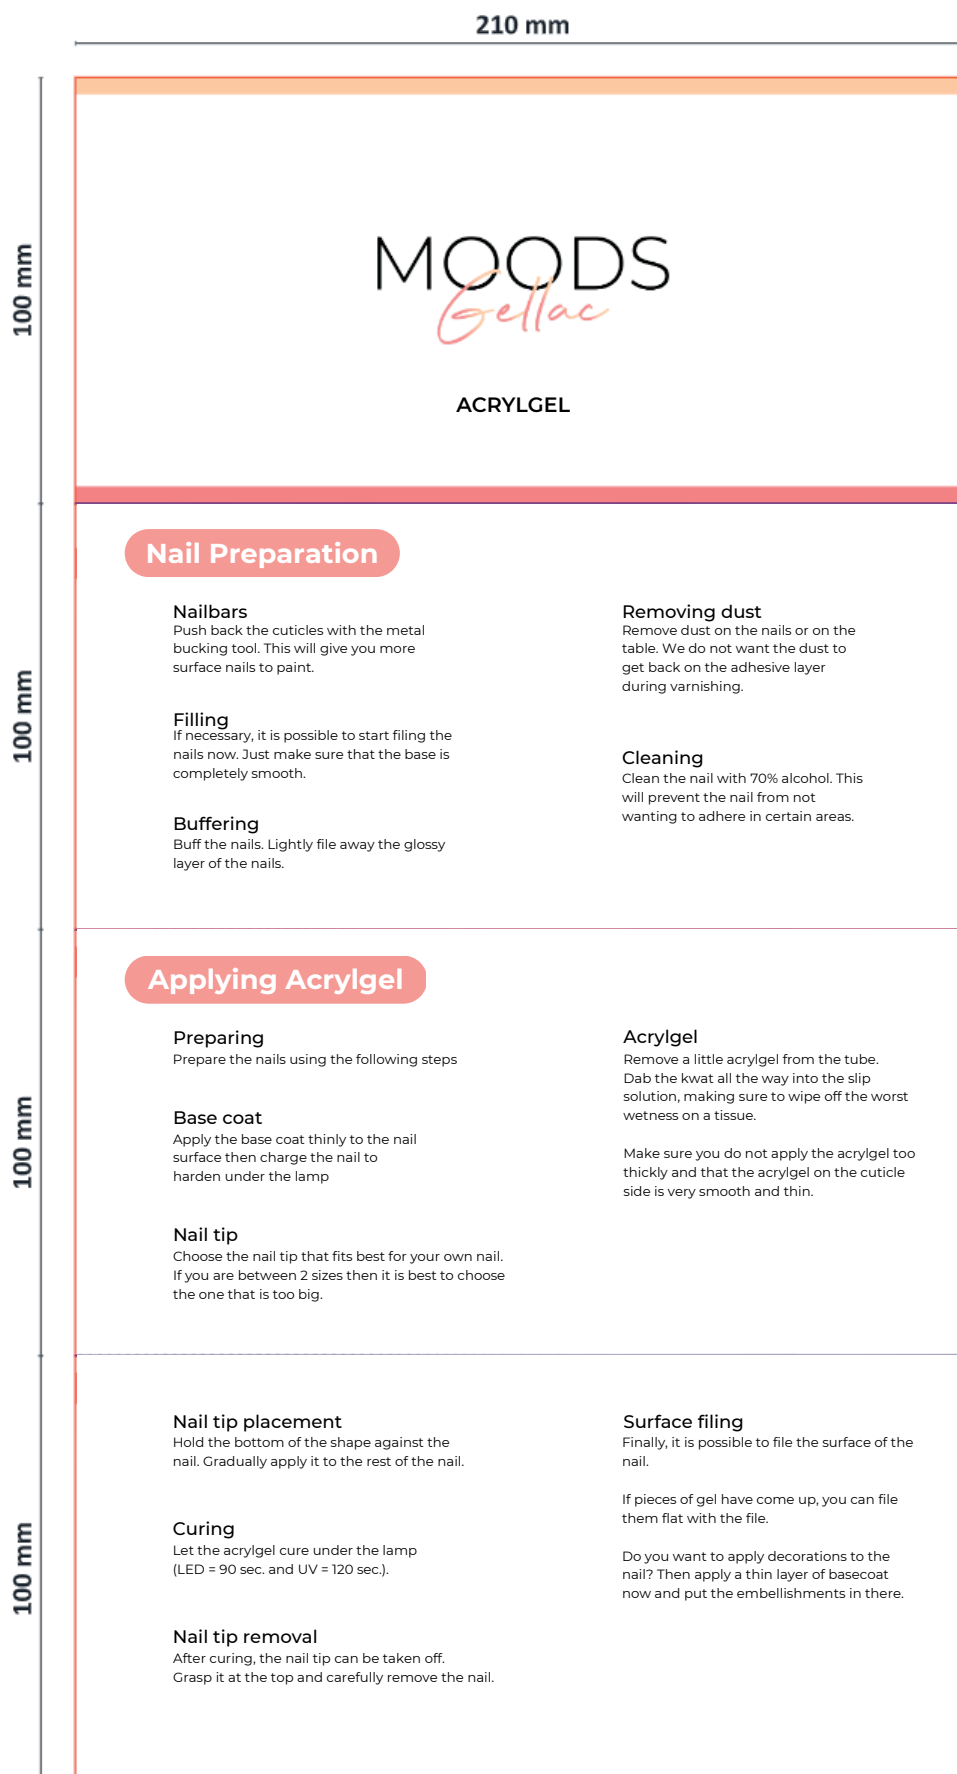 210 mm
100 mm
MOODS
Gellac
ACRYLGEL
100 mm
Nail Preparation
Nailbars
Push back the cuticles with the metal
bucking tool. This will give you more
surface nails to paint.
Filling
If necessary, it is possible to start filing the
nails now. Just make sure that the base is
completely smooth.
Buffering
Buff the nails. Lightly file away the glossy
layer of the nails.
Removing dust
Remove dust on the nails or on the
table. We do not want the dust to
get back on the adhesive layer
during varnishing.
Cleaning
Clean the nail with 70% alcohol. This
will prevent the nail from not
wanting to adhere in certain areas.
100 mm
Applying Acrylgel
Preparing
Prepare the nails using the following steps
Base coat
Apply the base coat thinly to the nail
surface then charge the nail to
harden under the lamp
Nail tip
Choose the nail tip that fits best for your own nail.
If you are between 2 sizes then it is best to choose
the one that is too big.
Acrylgel
Remove a little acrylgel from the tube.
Dab the kwat all the way into the slip
solution, making sure to wipe off the worst
wetness on a tissue.
Make sure you do not apply the acrylgel too
thickly and that the acrylgel on the cuticle
side is very smooth and thin.
100 mm
Nail tip placement
Hold the bottom of the shape against the
nail. Gradually apply it to the rest of the nail.
Curing
Let the acrylgel cure under the lamp
(LED = 90 sec. and UV = 120 sec.).
Nail tip removal
After curing, the nail tip can be taken off.
Grasp it at the top and carefully remove the nail.
Surface filing
Finally, it is possible to file the surface of the
nail.
If pieces of gel have come up, you can file
them flat with the file.
Do you want to apply decorations to the
nail? Then apply a thin layer of basecoat
now and put the embellishments in there.